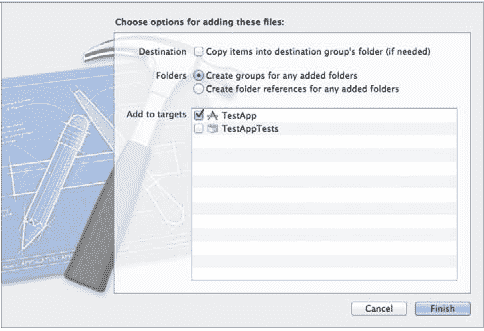 Choose options for adding these files:
Destination Copy items into destination group's folder (if needed)
Folders Create groups for any added folders
Create folder references for any added folders
Add to targets TestApp
TestAppTests
Cancel Finish